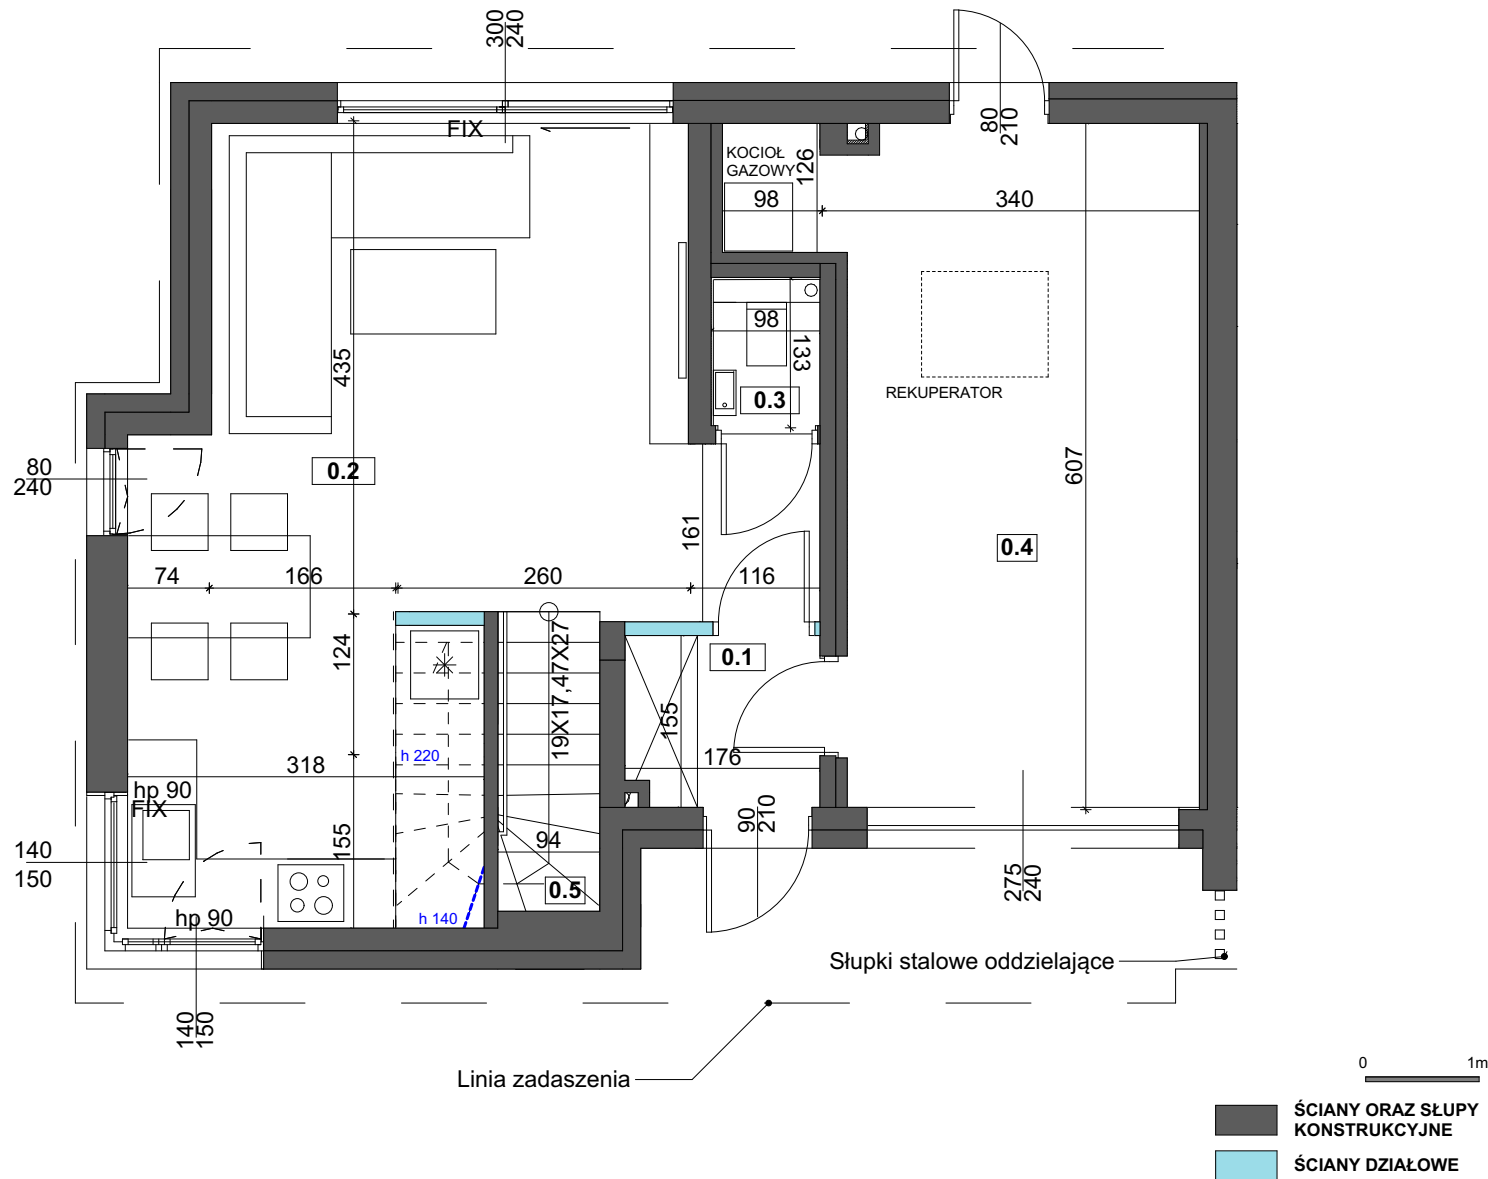 300
240
FIX
80
210
KOCIOŁ
GAZOWY
126
98
340
98
133
0.3
435
REKUPERATOR
80
240
0.2
607
161
0.4
74
166
260
116
124
19X17,47X27
0.1
155
176
318
h 220
hp 90
FIX
155
94
90
210
140
150
0.5
275
240
hp 90
h 140
Słupki stalowe oddzielające
140
150
Linia zadaszenia
0 1m
ŚCIANY ORAZ SŁUPY
KONSTRUKCYJNE
ŚCIANY DZIAŁOWE